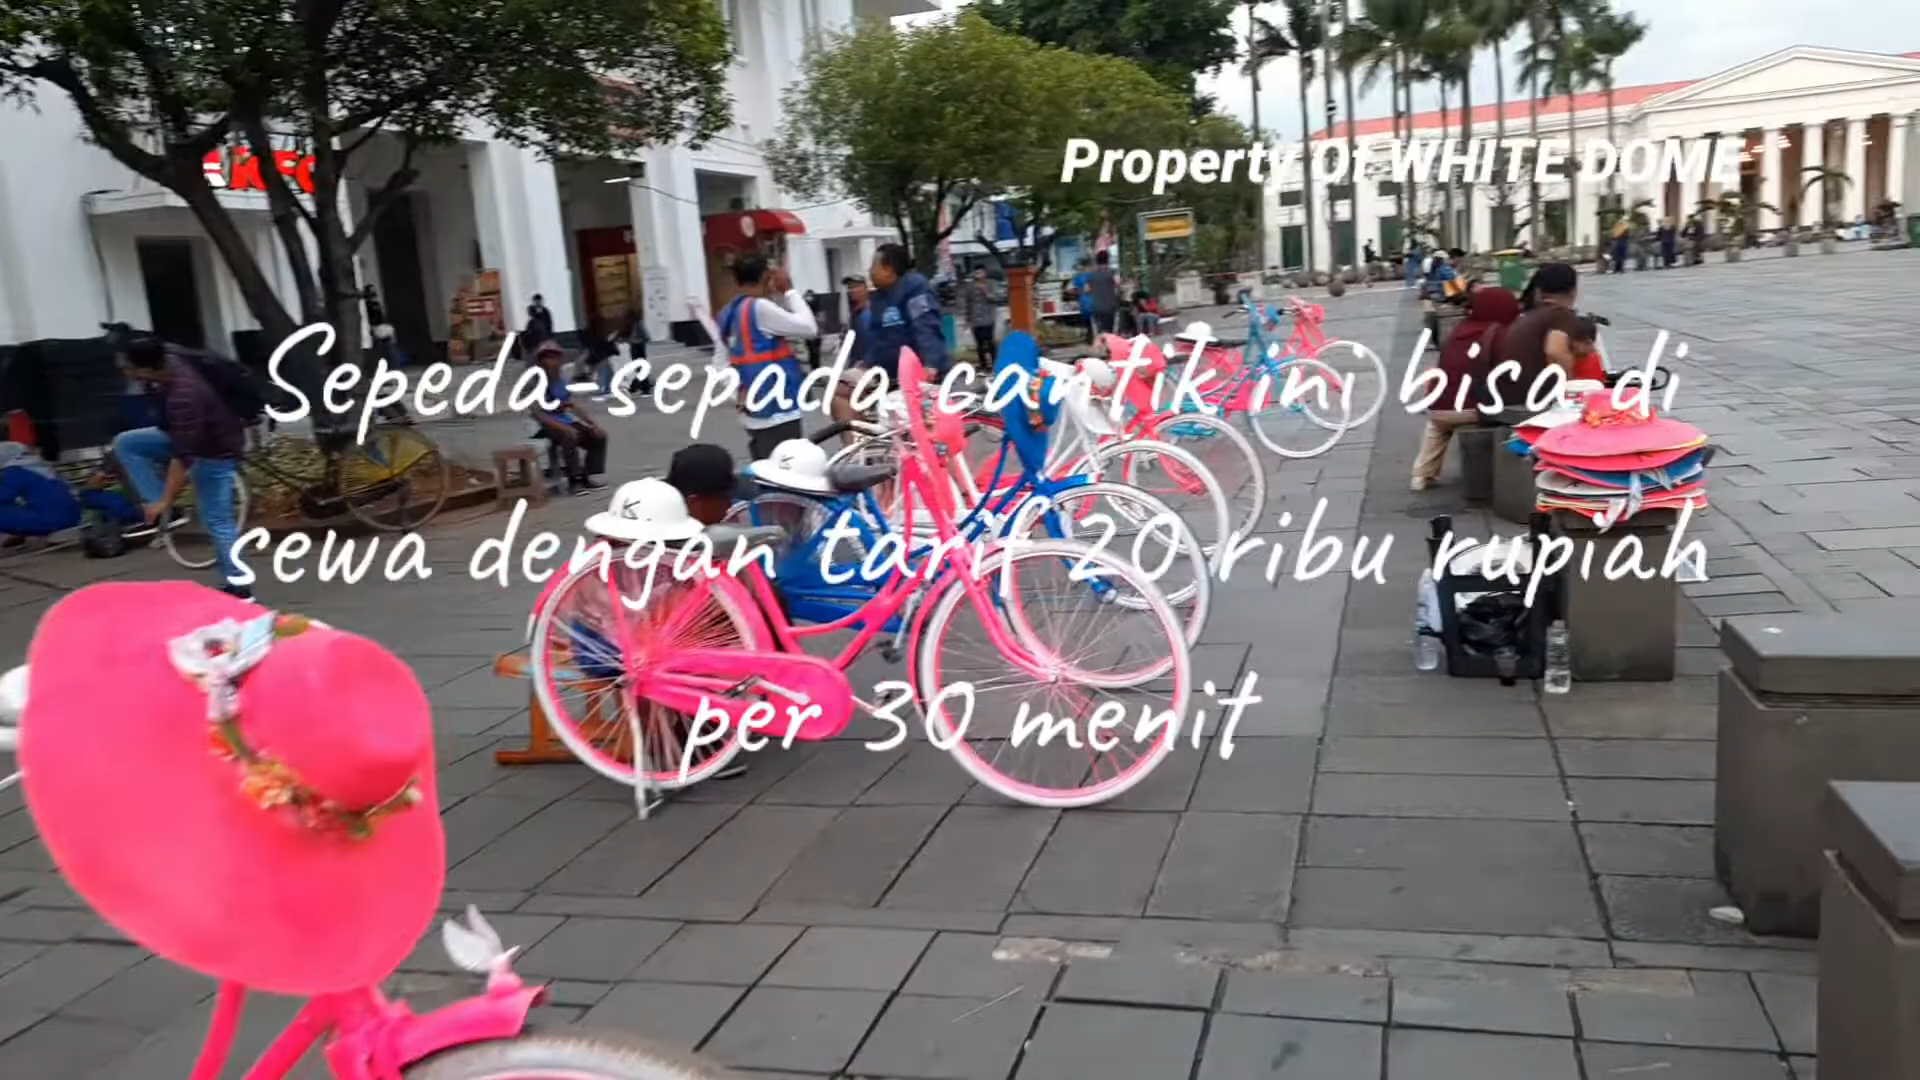 KFC
Property Of WHITE DOME
Sepeda-sepada cantik ini bisa di
sewa dengan tarif 20 ribu rupiah
per 30 menit
K
K